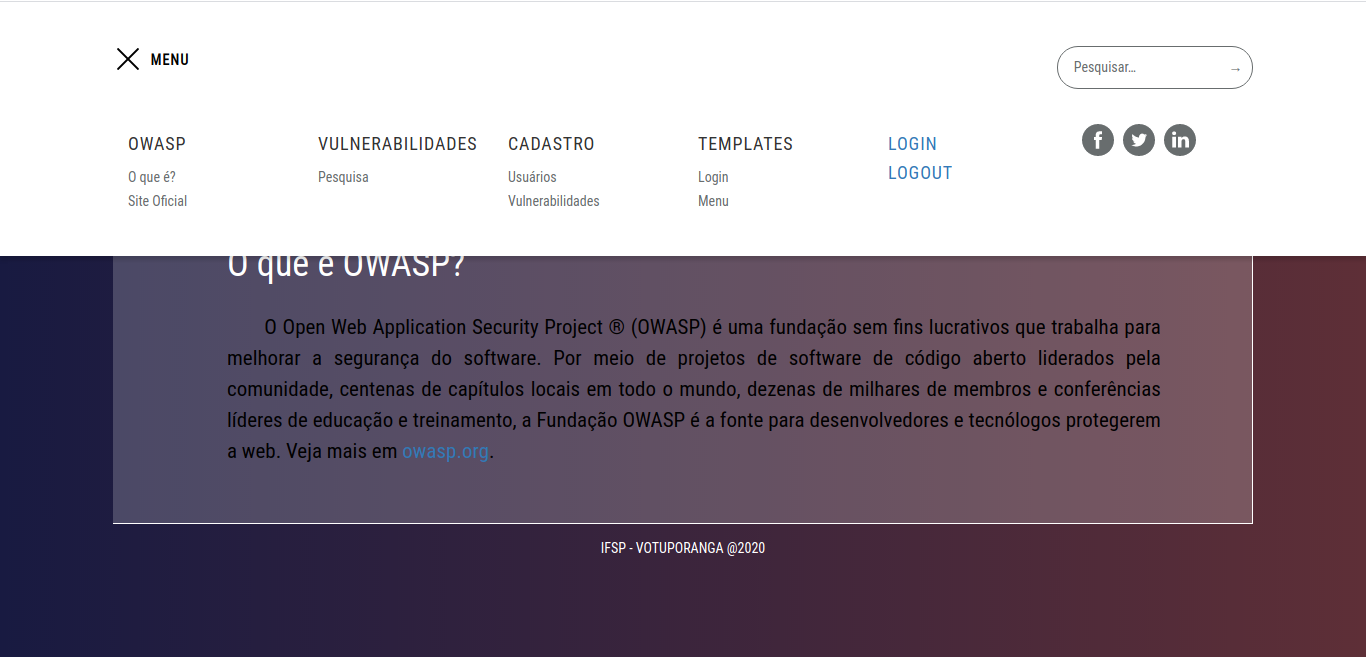 MENU
Pesquisar... →
OWASP VULNERABILIDADES CADASTRO TEMPLATES LOGIN
LOGOUT
O que é? Pesquisa Usuários Login
Site Oficial Vulnerabilidades Menu
O que é OWASP?
O Open Web Application Security Project ® (OWASP) é uma fundação sem fins lucrativos que trabalha para
melhorar a segurança do software. Por meio de projetos de software de código aberto liderados pela
comunidade, centenas de capítulos locais em todo o mundo, dezenas de milhares de membros e conferências
líderes de educação e treinamento, a Fundação OWASP é a fonte para desenvolvedores e tecnólogos protegerem
a web. Veja mais em owasp.org.
IFSP - VOTUPORANGA @2020